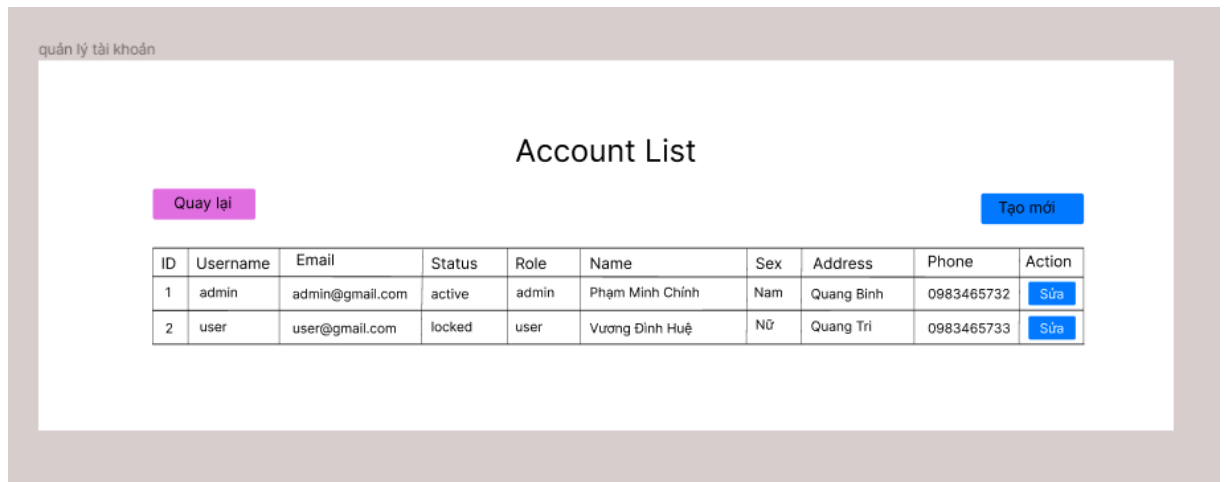 quản lý tài khoản
Account List
Quay lại
Tạo mới
ID Username Email Status Role Name Sex Address Phone Action
1 admin admin@gmail.com active admin Phạm Minh Chính Nam Quang Binh 0983465732 Sửa
2 user user@gmail.com locked user Vương Đình Huệ Nữ Quang Tri 0983465733 Sửa